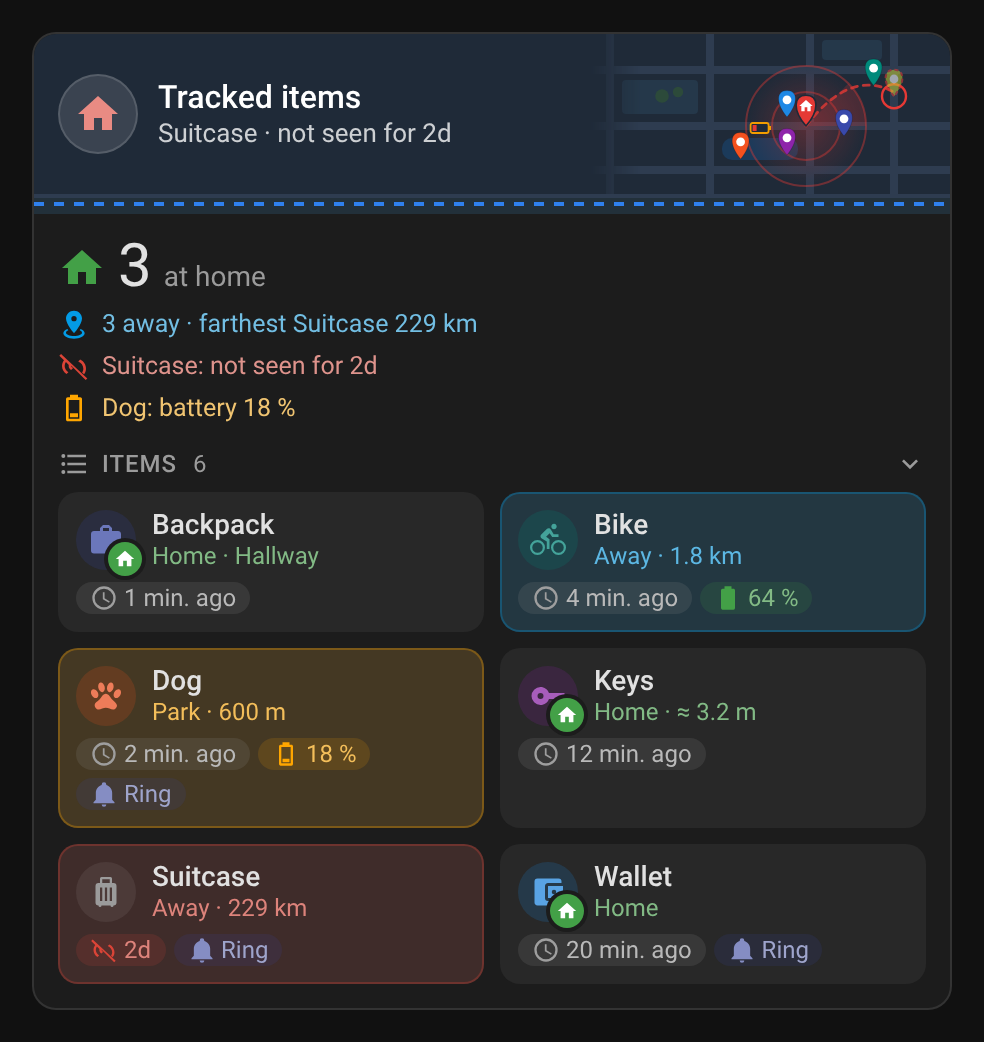 Tracked items
Suitcase · not seen for 2d
3 at home
3 away · farthest Suitcase 229 km
Suitcase: not seen for 2d
Dog: battery 18 %
ITEMS 6
Backpack
Home · Hallway
1 min. ago
Bike
Away · 1.8 km
4 min. ago 64 %
Dog
Park · 600 m
2 min. ago 18 %
Ring
Keys
Home · ≈ 3.2 m
12 min. ago
Suitcase
Away · 229 km
2d Ring
Wallet
Home
20 min. ago Ring